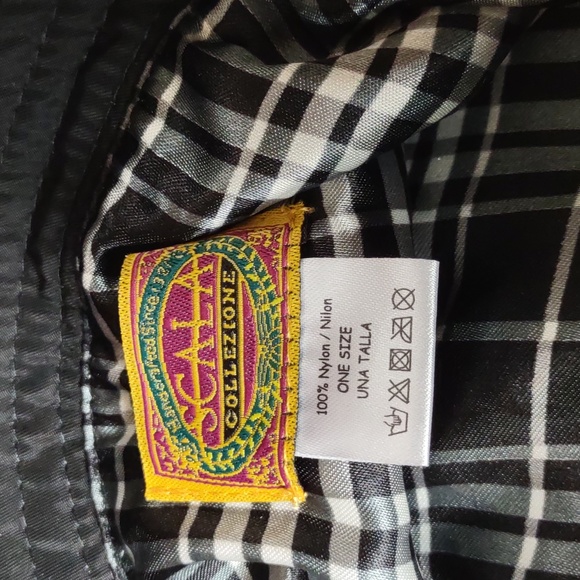 Handcrafted Since
SCALA
COLLEZIONE
100% Nylon / Nilon
ONE SIZE
UNA TALLA